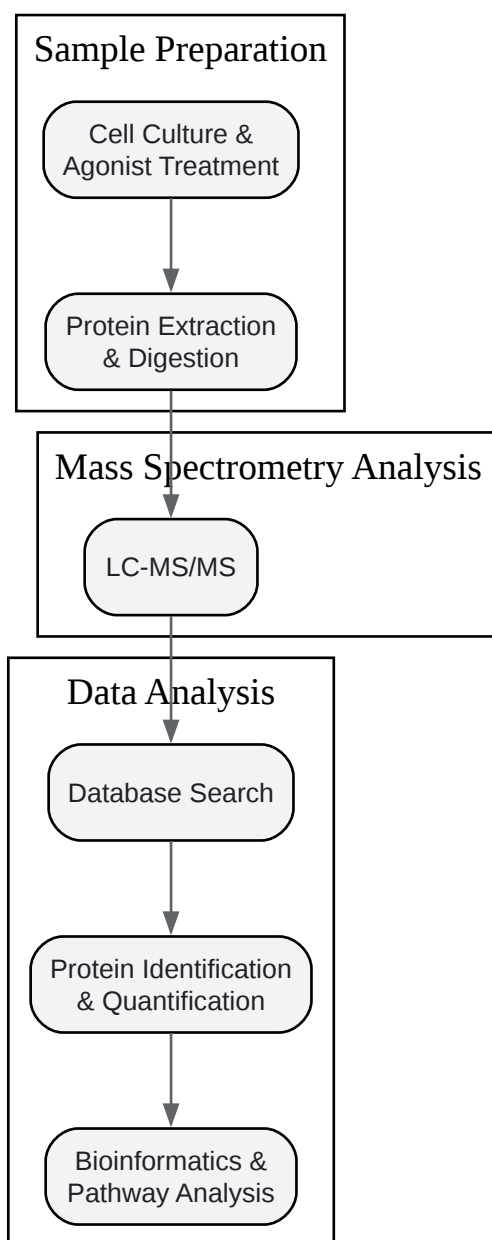 Sample Preparation
Cell Culture &
Agonist Treatment
Protein Extraction
& Digestion
Mass Spectrometry Analysis
LC-MS/MS
Data Analysis
Database Search
Protein Identification
& Quantification
Bioinformatics &
Pathway Analysis